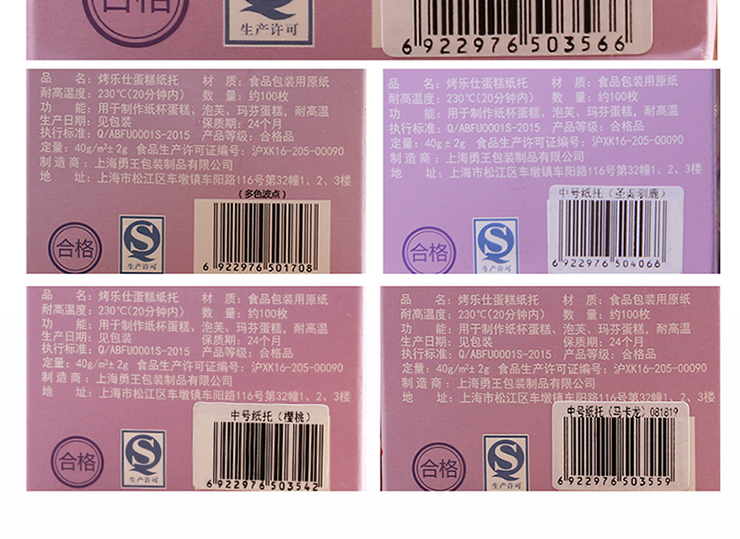 合格
生产许可
6 922976 503566
品 名：烤乐仕蛋糕纸托 材 质：食品包装用原纸
耐高温度：230℃(20分钟内) 数 量：约100枚
功 能：用于制作纸杯蛋糕、泡芙、玛芬蛋糕，耐高温
生产日期：见包装 保质期：24个月
执行标准：Q/ABFU0001S-2015 产品等级：合格品
定量：40g/m²±2g 食品生产许可证编号：沪XK16-205-00090
制造商：上海勇王包装制品有限公司
地 址：上海市松江区车墩镇车阳路116号第32幢1、2、3楼
(多色波点)
合格
生产许可
6 922976 501708
品 名：烤乐仕蛋糕纸托 材 质：食品包装用原纸
耐高温度：230℃(20分钟内) 数 量：约100枚
功 能：用于制作纸杯蛋糕、泡芙、玛芬蛋糕，耐高温
生产日期：见包装 保质期：24个月
执行标准：Q/ABFU0001S-2015 产品等级：合格品
定量：40g/m²±2g 食品生产许可证编号：沪XK16-205-00090
制造商：上海勇王包装制品有限公司
地 址：上海市松江区车墩镇车阳路116号第32幢1、2、3楼
中号纸托（圣诞驯鹿）
合格
生产许可
6 922976 504068
品 名：烤乐仕蛋糕纸托 材 质：食品包装用原纸
耐高温度：230℃(20分钟内) 数 量：约100枚
功 能：用于制作纸杯蛋糕、泡芙、玛芬蛋糕，耐高温
生产日期：见包装 保质期：24个月
执行标准：Q/ABFU0001S-2015 产品等级：合格品
定量：40g/m²±2g 食品生产许可证编号：沪XK16-205-00090
制造商：上海勇王包装制品有限公司
地 址：上海市松江区车墩镇车阳路116号第32幢1、2、3楼
中号纸托（樱桃）
合格
生产许可
6 922976 503542
品 名：烤乐仕蛋糕纸托 材 质：食品包装用原纸
耐高温度：230℃(20分钟内) 数 量：约100枚
功 能：用于制作纸杯蛋糕、泡芙、玛芬蛋糕，耐高温
生产日期：见包装 保质期：24个月
执行标准：Q/ABFU0001S-2015 产品等级：合格品
定量：40g/m²±2g 食品生产许可证编号：沪XK16-205-00090
制造商：上海勇王包装制品有限公司
地 址：上海市松江区车墩镇车阳路116号第32幢1、2、3楼
中号纸托（马卡龙）081819
合格
生产许可
6 922976 503559